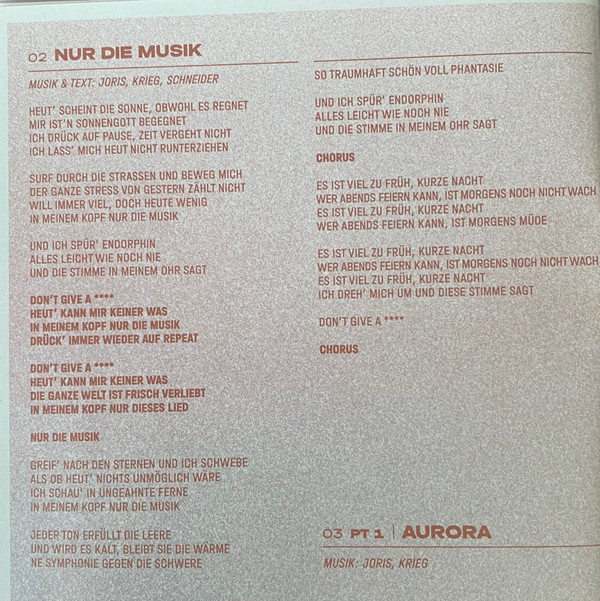 02 NUR DIE MUSIK
MUSIK & TEXT: JORIS, KRIEG, SCHNEIDER
HEUT' SCHEINT DIE SONNE, OBWOHL ES REGNET
MIR IST'N SONNENGOTT BEGEGNET
ICH DRÜCK AUF PAUSE, ZEIT VERGEHT NICHT
ICH LASS' MICH HEUT NICHT RUNTERZIEHEN
SURF DURCH DIE STRASSEN UND BEWEG MICH
DER GANZE STRESS VON GESTERN ZÄHLT NICHT
WILL IMMER VIEL, DOCH HEUTE WENIG
IN MEINEM KOPF NUR DIE MUSIK
UND ICH SPÜR' ENDORPHIN
ALLES LEICHT WIE NOCH NIE
UND DIE STIMME IN MEINEM OHR SAGT
DON'T GIVE A ****
HEUT' KANN MIR KEINER WAS
IN MEINEM KOPF NUR DIE MUSIK
DRÜCK' IMMER WIEDER AUF REPEAT
DON'T GIVE A ****
HEUT' KANN MIR KEINER WAS
DIE GANZE WELT IST FRISCH VERLIEBT
IN MEINEM KOPF NUR DIESES LIED
NUR DIE MUSIK
GREIF' NACH DEN STERNEN UND ICH SCHWEBE
ALS OB HEUT' NICHTS UNMÖGLICH WÄRE
ICH SCHAU' IN UNGEAHNTE FERNE
IN MEINEM KOPF NUR DIE MUSIK
JEDER TON ERFÜLLT DIE LEERE
UND WIRD ES KALT, BLEIBT SIE DIE WÄRME
NE SYMPHONIE GEGEN DIE SCHWERE
SO TRAUMHAFT SCHÖN VOLL PHANTASIE
UND ICH SPÜR' ENDORPHIN
ALLES LEICHT WIE NOCH NIE
UND DIE STIMME IN MEINEM OHR SAGT
CHORUS
ES IST VIEL ZU FRÜH, KURZE NACHT
WER ABENDS FEIERN KANN, IST MORGENS NOCH NICHT WACH
ES IST VIEL ZU FRÜH, KURZE NACHT
WER ABENDS FEIERN KANN, IST MORGENS MÜDE
ES IST VIEL ZU FRÜH, KURZE NACHT
WER ABENDS FEIERN KANN, IST MORGENS NOCH NICHT WACH
ES IST VIEL ZU FRÜH, KURZE NACHT
ICH DREH' MICH UM UND DIESE STIMME SAGT
DON'T GIVE A ****
CHORUS
03 PT 1 | AURORA
MUSIK: JORIS, KRIEG